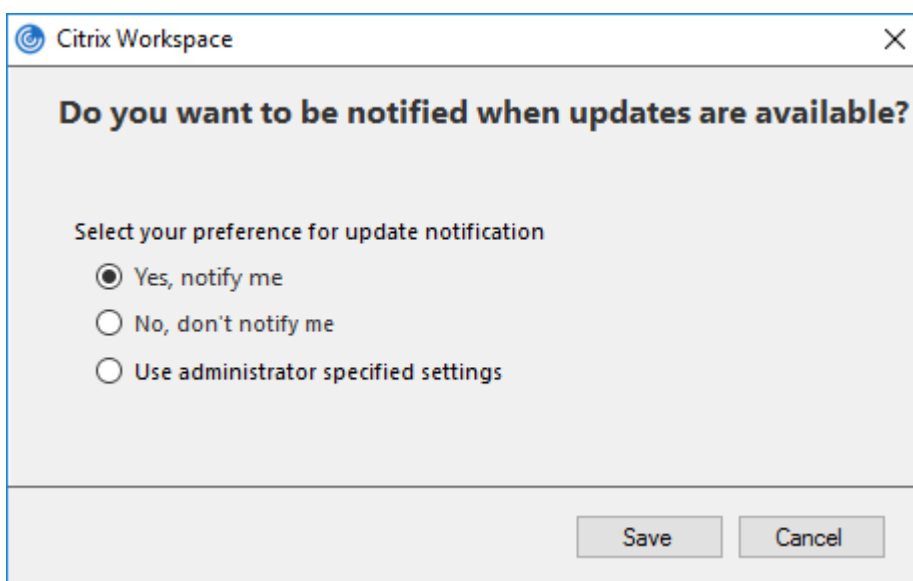 Citrix Workspace
Do you want to be notified when updates are available?
Select your preference for update notification
Yes, notify me
No, don't notify me
Use administrator specified settings
Save
Cancel